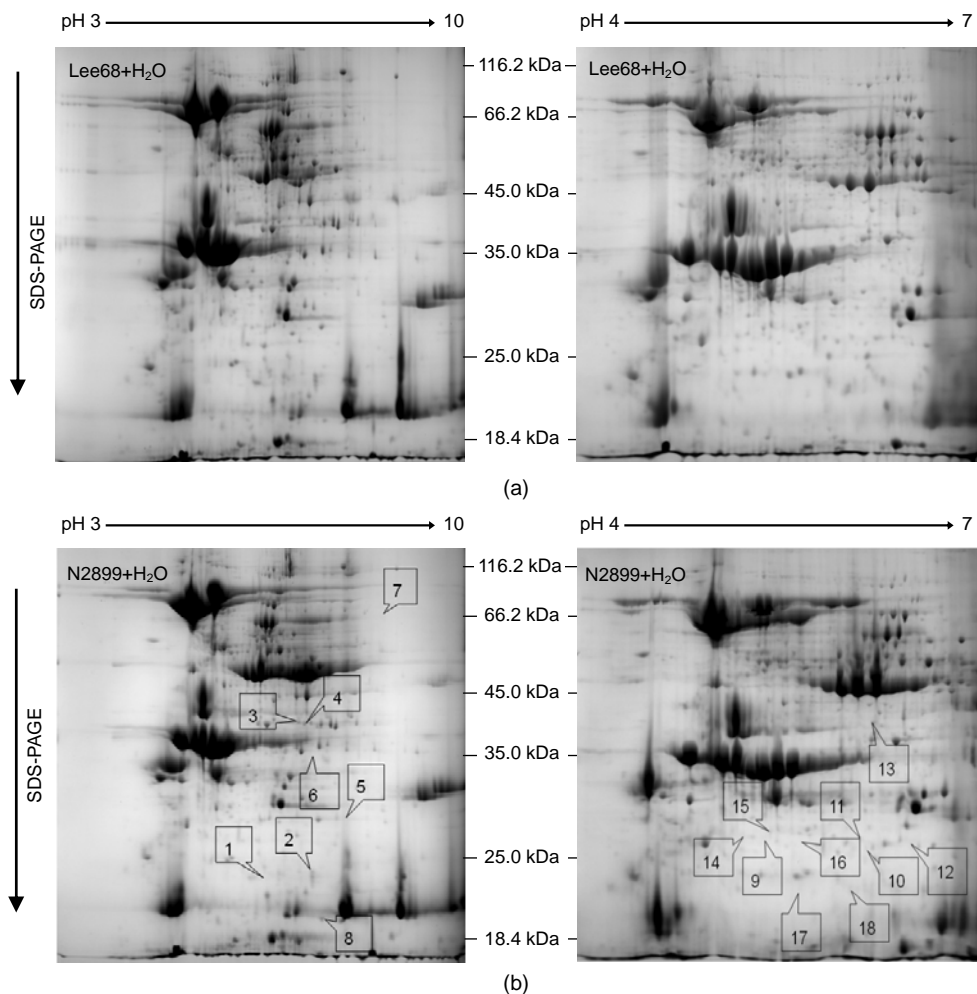 pH 3 10 pH 4 7
Lee68+H₂O
Lee68+H₂O
SDS-PAGE
116.2 kDa
66.2 kDa
45.0 kDa
35.0 kDa
25.0 kDa
18.4 kDa
(a)
pH 3 10 pH 4 7
N2899+H₂O
N2899+H₂O
SDS-PAGE
116.2 kDa
66.2 kDa
45.0 kDa
35.0 kDa
25.0 kDa
18.4 kDa
7
3 4
6 5
1 2
8
13
15 11
14 9 16 10 12
17 18
(b)